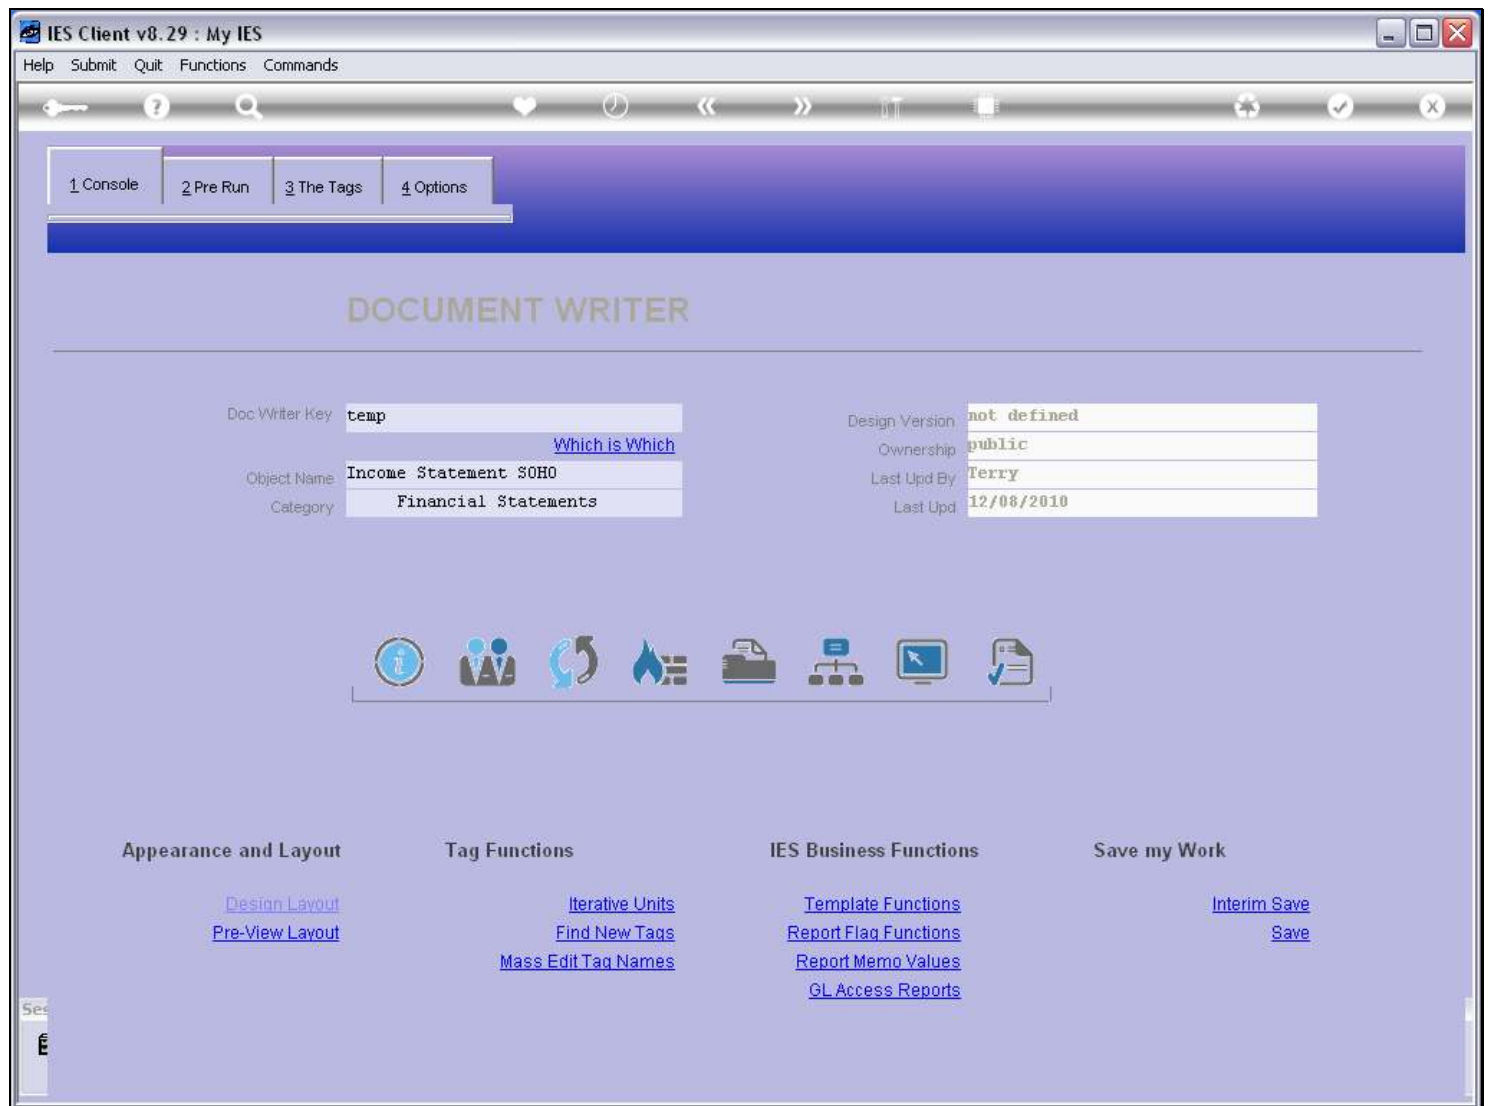 IES Client v8.29 : My IES
Help Submit Quit Functions Commands
1 Console 2 Pre Run 3 The Tags 4 Options
DOCUMENT WRITER
Doc Writer Key temp
Which is Which
Object Name Income Statement SOHO
Category Financial Statements
Design Version not defined
Ownership public
Last Upd By Terry
Last Upd 12/08/2010
Appearance and Layout
Design Layout
Pre-View Layout
Tag Functions
Iterative Units
Find New Tags
Mass Edit Tag Names
IES Business Functions
Template Functions
Report Flag Functions
Report Memo Values
GL Access Reports
Save my Work
Interim Save
Save